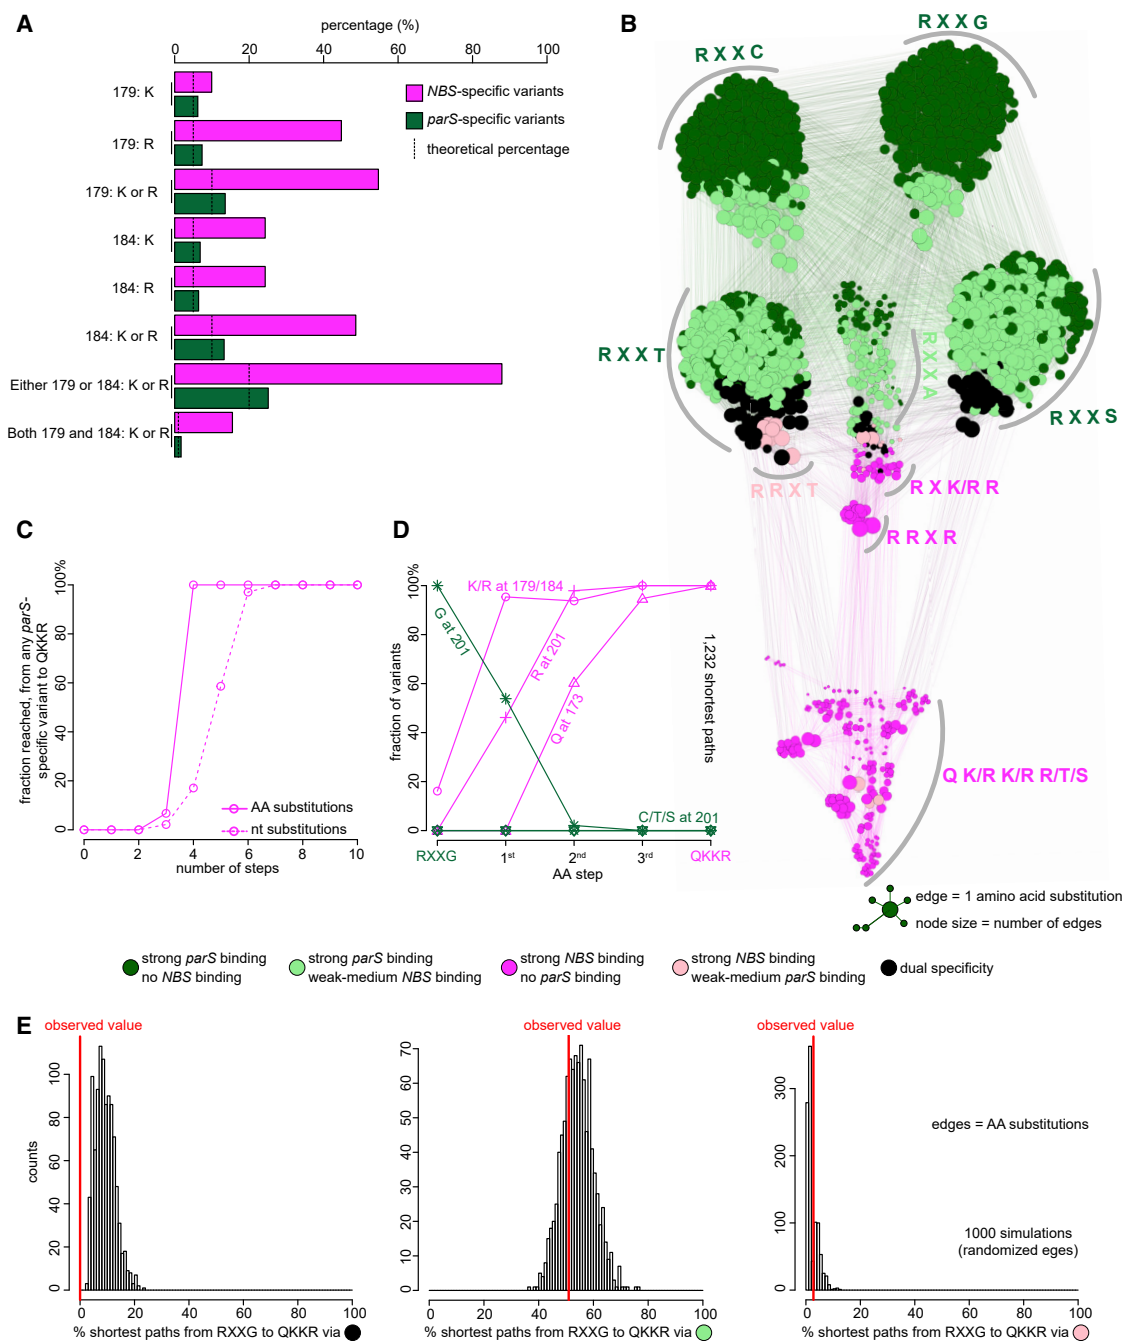 A
percentage (%)
0 20 40 60 80 100
179: K
179: R
179: K or R
184: K
184: R
184: K or R
Either 179 or 184: K or R
Both 179 and 184: K or R
NBS-specific variants
parS-specific variants
theoretical percentage
B
RXXC
RXXG
RXXT
RXXA
RXXS
RRXT
RXK/RR
RRXR
Q K/R K/R R/T/S
edge = 1 amino acid substitution
node size = number of edges
C
fraction reached, from any parS-
specific variant to QKKR
100%
80
60
40
20
0
AA substitutions
nt substitutions
0 2 4 6 8 10
number of steps
D
fraction of variants
100%
80
60
40
20
0
K/R at 179/184
G at 201
R at 201
Q at 173
C/T/S at 201
1,232 shortest paths
RXXG 1st 2nd 3rd QKKR
AA step
strong parS binding
no NBS binding
strong parS binding
weak-medium NBS binding
strong NBS binding
no parS binding
strong NBS binding
weak-medium parS binding
dual specificity
E
observed value
counts
100
80
60
40
20
0
0 20 40 60 80 100
% shortest paths from RXXG to QKKR via
observed value
70
60
50
40
30
20
10
0
0 20 40 60 80 100
% shortest paths from RXXG to QKKR via
observed value
300
200
100
0
edges = AA substitutions
1000 simulations
(randomized eges)
0 20 40 60 80 100
% shortest paths from RXXG to QKKR via